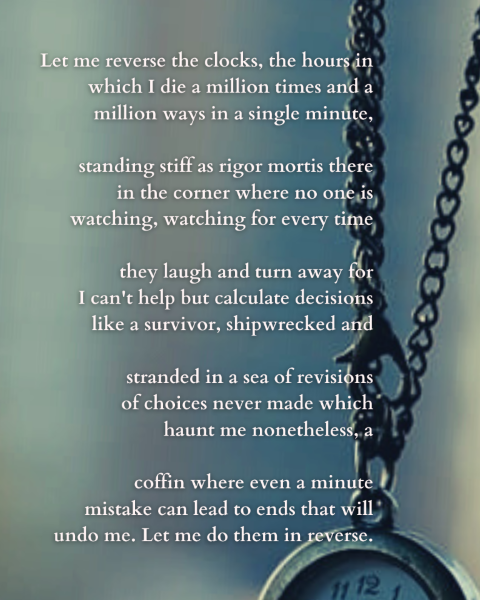 Let me reverse the clocks, the hours in
which I die a million times and a
million ways in a single minute,
standing stiff as rigor mortis there
in the corner where no one is
watching, watching for every time
they laugh and turn away for
I can't help but calculate decisions
like a survivor, shipwrecked and
stranded in a sea of revisions
of choices never made which
haunt me nonetheless, a
coffin where even a minute
mistake can lead to ends that will
undo me. Let me do them in reverse.
11 12 1